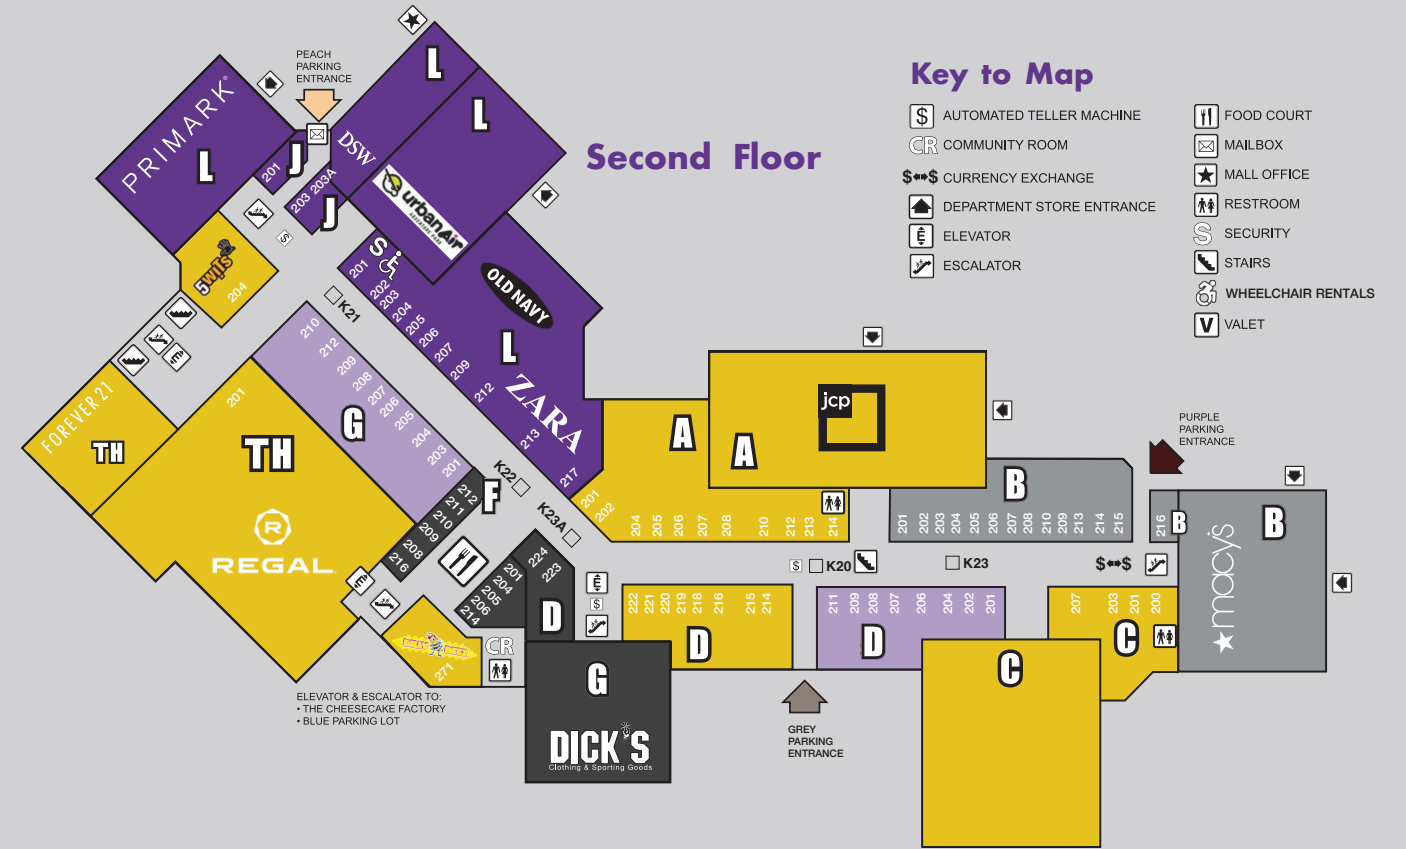 Second Floor
Key to Map
$ AUTOMATED TELLER MACHINE
CR COMMUNITY ROOM
$ $ CURRENCY EXCHANGE
DEPARTMENT STORE ENTRANCE
E ELEVATOR
ESCALATOR
FOOD COURT
MAILBOX
MALL OFFICE
RESTROOM
S SECURITY
STAIRS
WHEELCHAIR RENTALS
V VALET
PEACH
PARKING
ENTRANCE
PRIMARK®
L
201
J
203 203A
J
DSW
L
L
urbanAir
ADVENTURE PARK
$
5wits
204
S
201
202
203
204
205
206
207
209
212
213
217
OLD NAVY
L
ZARA
K21
210
212
209
208
207
206
205
204
203
201
G
E
FOREVER 21
TH
201
TH
R
REGAL
K22
K23A
212
211
210
209
208
216
F
201
204
205
206
214
224
223
D
E
E
$
271
CR
ELEVATOR & ESCALATOR TO:
• THE CHEESECAKE FACTORY
• BLUE PARKING LOT
G
DICK'S
Clothing & Sporting Goods
A
201
202
204
205
206
207
208
210
212
213
214
jcp
A
B
201
202
203
204
205
206
207
208
210
209
213
214
215
PURPLE
PARKING
ENTRANCE
216
B
B
macy's
$ K20
K23
$ $
222
221
220
219
218
216
215
214
D
211
209
208
207
206
204
202
201
D
207
203
201
200
C
C
GREY
PARKING
ENTRANCE